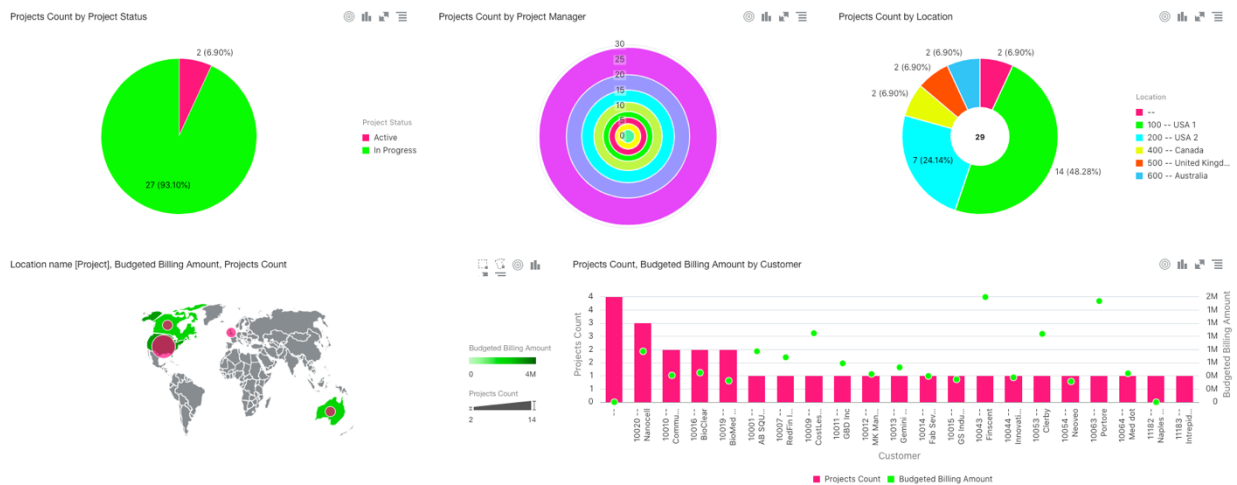 Projects Count by Project Status
2 (6.90%)
27 (93.10%)
Project Status
Active
In Progress
Projects Count by Project Manager
30
25
20
15
10
5
0
Projects Count by Location
2 (6.90%)
2 (6.90%)
2 (6.90%)
2 (6.90%)
7 (24.14%)
29
14 (48.28%)
Location
--
100 -- USA 1
200 -- USA 2
400 -- Canada
500 -- United Kingd...
600 -- Australia
Location name [Project], Budgeted Billing Amount, Projects Count
Budgeted Billing Amount
0 4M
Projects Count
2 14
Projects Count, Budgeted Billing Amount by Customer
Projects Count
4
4
3
3
2
2
1
1
0
2M
2M
1M
1M
1M
1M
0M
0M
0
Budgeted Billing Amount
--
10020 -- Nanocell
10010 -- Commu...
10016 -- BioClear
10019 -- BioMed ...
10001 -- AB SQU...
10007 -- RedFin I...
10009 -- CostLes...
10011 -- GBD Inc
10012 -- MK Man...
10013 -- Gemini ...
10014 -- Fab Sev...
10015 -- GS Indu...
10043 -- Finscent
10044 -- Innovati...
10053 -- Clerby
10054 -- Neoveo
10063 -- Portore
10064 -- Med dot
11182 -- Naples ...
11183 -- Intrepid...
Customer
Projects Count Budgeted Billing Amount